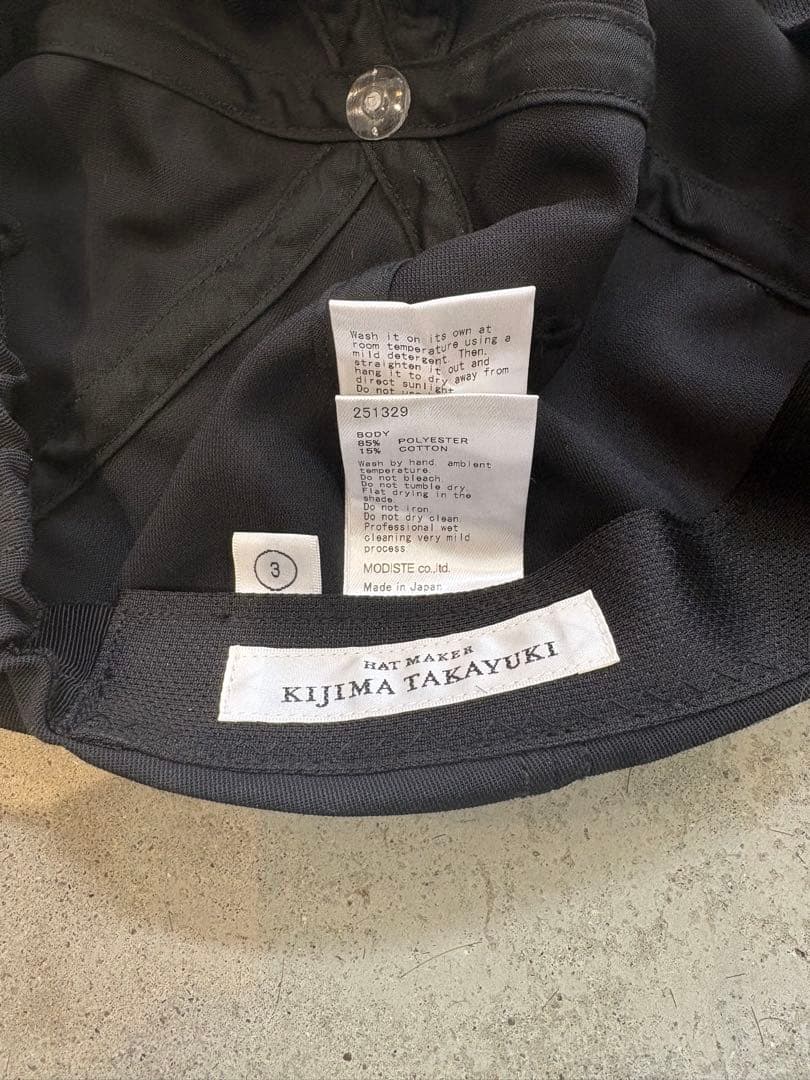 Wash it on its own at
room temperature using a
mild detergent. Then,
straighten it out and
hang it to dry away from
direct sunlight
Do not use
251329
BODY
85% POLYESTER
15% COTTON
Wash by hand. ambient
temperature.
Do not bleach.
Do not tumble dry.
Flat drying in the
shade.
Do not iron.
Do not dry clean.
Professional wet
cleaning very mild
process
MODISTE co.,ltd.
Made in Japan
3
HAT MAKER
KIJIMA TAKAYUKI